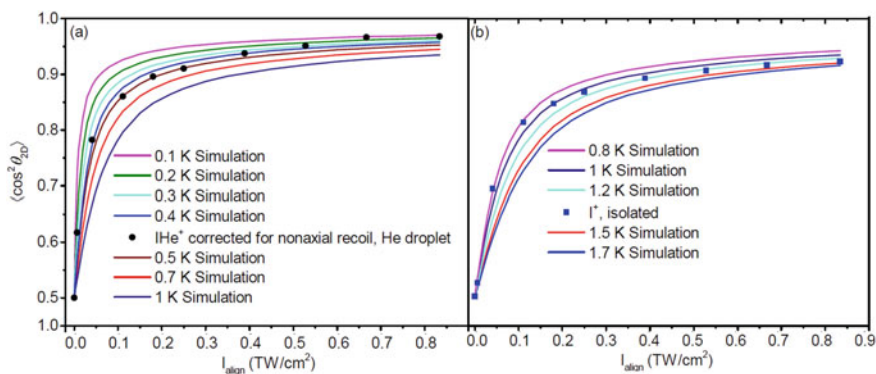 (a)
⟨cos²θ2D⟩
1.0
0.9
0.8
0.7
0.6
0.5
1.0
0.1 K Simulation
0.2 K Simulation
0.3 K Simulation
0.4 K Simulation
IHe⁺ corrected for nonaxial recoil, He droplet
0.5 K Simulation
0.7 K Simulation
1 K Simulation
0.0 0.1 0.2 0.3 0.4 0.5 0.6 0.7 0.8
Ialign (TW/cm²)
(b)
0.8 K Simulation
1 K Simulation
1.2 K Simulation
I⁺, isolated
1.5 K Simulation
1.7 K Simulation
0.0 0.1 0.2 0.3 0.4 0.5 0.6 0.7 0.8 0.9
Ialign (TW/cm²)